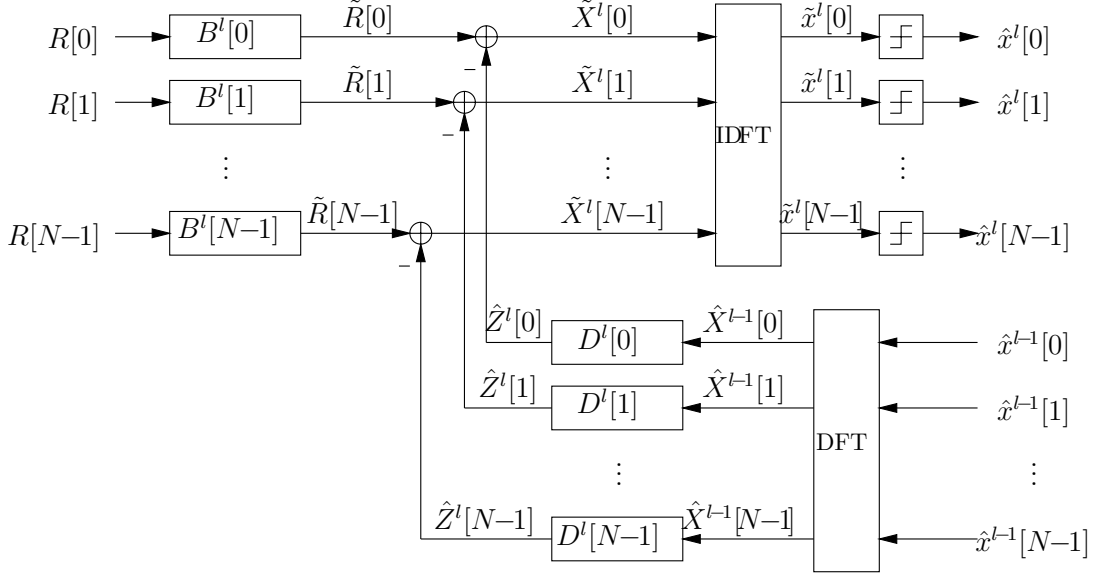 R[0] B^l[0] R̃[0] X̃^l[0] x̃^l[0] x̂^l[0]
−
R[1] B^l[1] R̃[1] X̃^l[1] x̃^l[1] x̂^l[1]
−
IDFT
⋮ ⋮ ⋮
R[N−1] B^l[N−1] R̃[N−1] X̃^l[N−1] x̃^l[N−1] x̂^l[N−1]
−
Ẑ^l[0] D^l[0] X̂^{l−1}[0] x̂^{l−1}[0]
Ẑ^l[1] D^l[1] X̂^{l−1}[1] x̂^{l−1}[1]
DFT
⋮ ⋮
Ẑ^l[N−1] D^l[N−1] X̂^{l−1}[N−1] x̂^{l−1}[N−1]